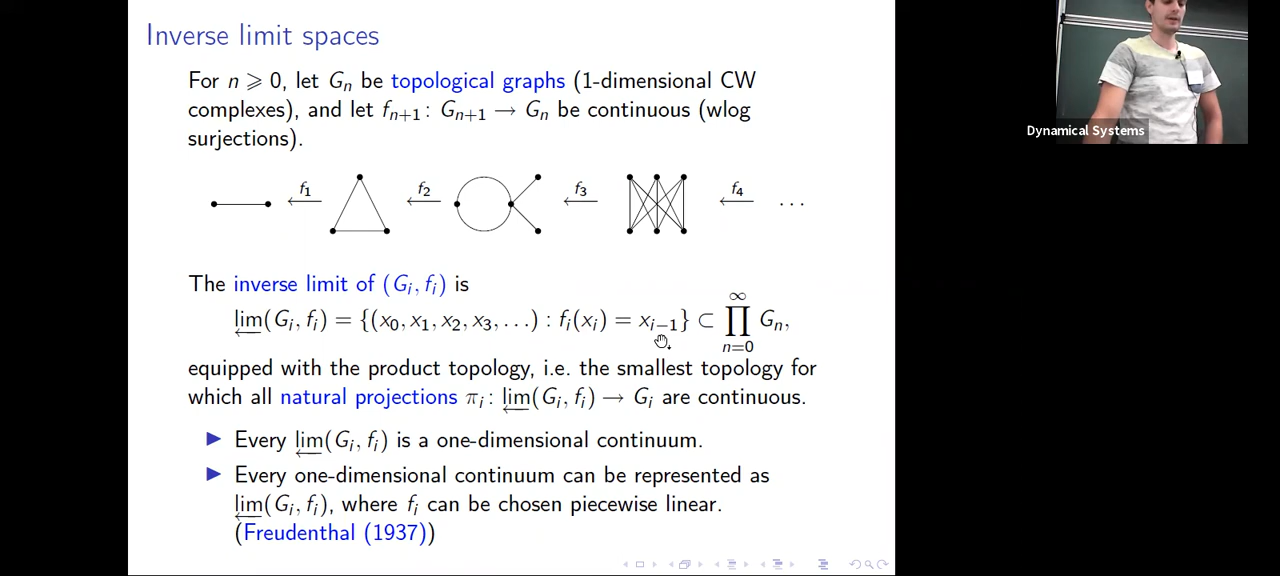 Inverse limit spaces
For n ⩾ 0, let Gₙ be topological graphs (1-dimensional CW
complexes), and let fₙ₊₁ : Gₙ₊₁ → Gₙ be continuous (wlog
surjections).
f₁ ← f₂ ← f₃ ← f₄ ← ...
The inverse limit of (Gᵢ, fᵢ) is
lim←(Gᵢ, fᵢ) = {(x₀, x₁, x₂, x₃, ...) : fᵢ(xᵢ) = xᵢ₋₁} ⊂ ∏_{n=0}^{∞} Gₙ,
equipped with the product topology, i.e. the smallest topology for
which all natural projections πᵢ : lim←(Gᵢ, fᵢ) → Gᵢ are continuous.
▶ Every lim←(Gᵢ, fᵢ) is a one-dimensional continuum.
▶ Every one-dimensional continuum can be represented as
lim←(Gᵢ, fᵢ), where fᵢ can be chosen piecewise linear.
(Freudenthal (1937))
Dynamical Systems